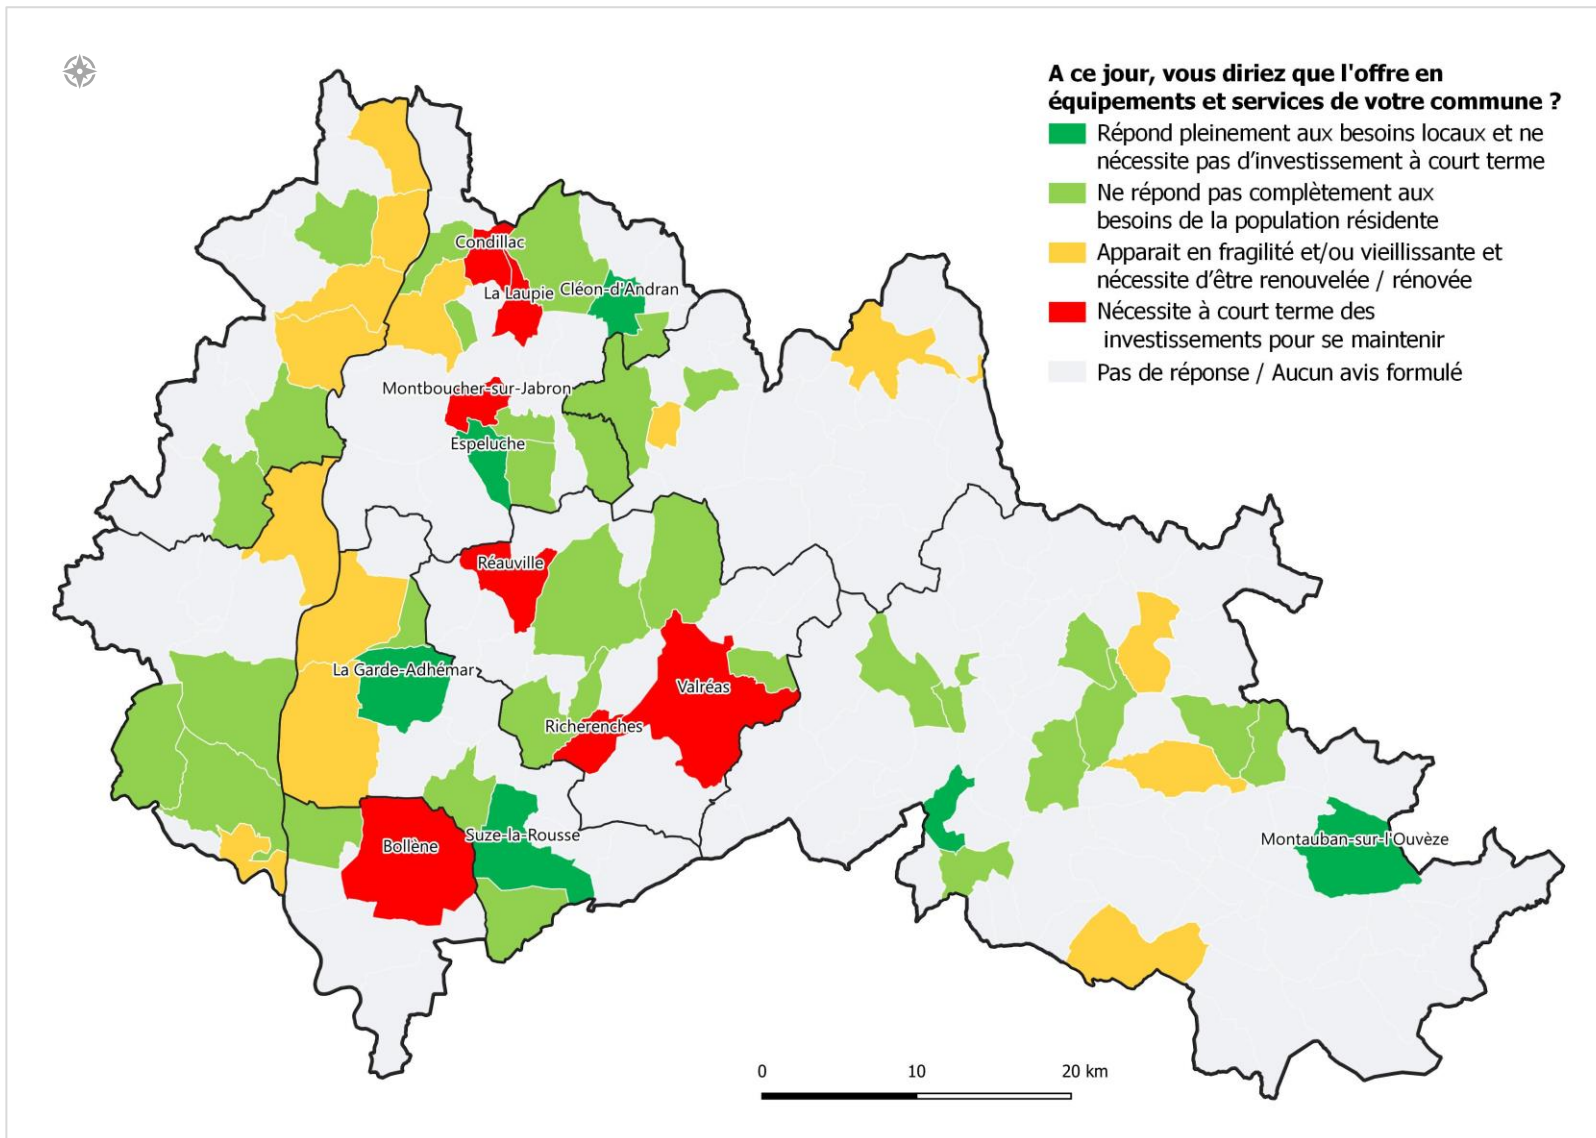 A ce jour, vous diriez que l'offre en
équipements et services de votre commune ?
Répond pleinement aux besoins locaux et ne
nécessite pas d’investissement à court terme
Ne répond pas complètement aux
besoins de la population résidente
Apparait en fragilité et/ou vieillissante et
nécessite d’être renouvelée / rénovée
Nécessite à court terme des
investissements pour se maintenir
Pas de réponse / Aucun avis formulé
Condillac
La Laupie
Cléon-d'Andran
Montboucher-sur-Jabron
Espeluche
Réauville
La Garde-Adhémar
Valréas
Richerenches
Suze-la-Rousse
Bollène
Montauban-sur-l'Ouvèze
0 10 20 km